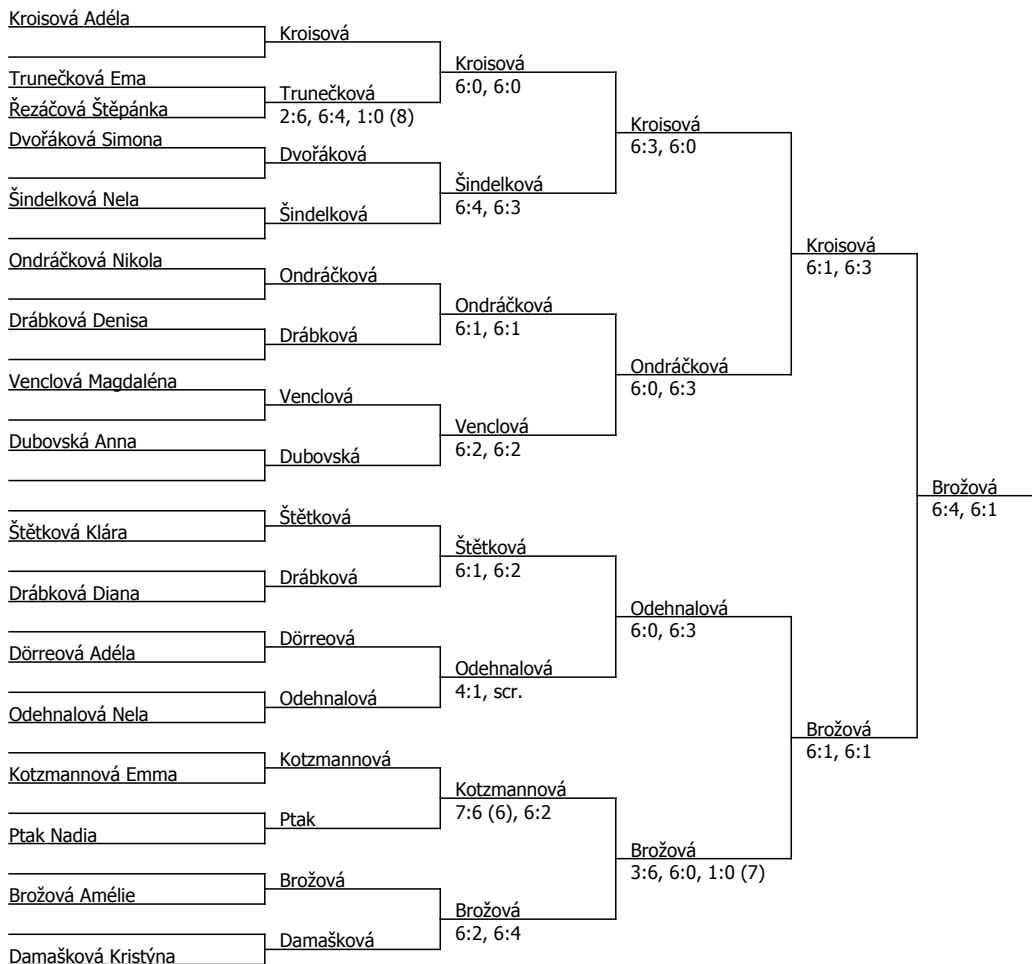 Kroisová Adéla
Trunečková Ema
Řezáčová Štěpánka
Dvořáková Simona
Šindelková Nela
Ondráčková Nikola
Drábková Denisa
Venclová Magdaléna
Dubovská Anna
Štětková Klára
Drábková Diana
Dörreová Adéla
Odehnalová Nela
Kotzmannová Emma
Ptak Nadia
Brožová Amélie
Damašková Kristýna
Kroisová
Trunečková
2:6, 6:4, 1:0 (8)
Dvořáková
Šindelková
Ondráčková
Drábková
Venclová
Dubovská
Štětková
Drábková
Dörreová
Odehnalová
Kotzmannová
Ptak
Brožová
Damašková
Kroisová
6:0, 6:0
Šindelková
6:4, 6:3
Ondráčková
6:1, 6:1
Venclová
6:2, 6:2
Štětková
6:1, 6:2
Odehnalová
4:1, scr.
Kotzmannová
7:6 (6), 6:2
Brožová
6:2, 6:4
Kroisová
6:3, 6:0
Ondráčková
6:0, 6:3
Odehnalová
6:0, 6:3
Brožová
3:6, 6:0, 1:0 (7)
Kroisová
6:1, 6:3
Brožová
6:1, 6:1
Brožová
6:4, 6:1